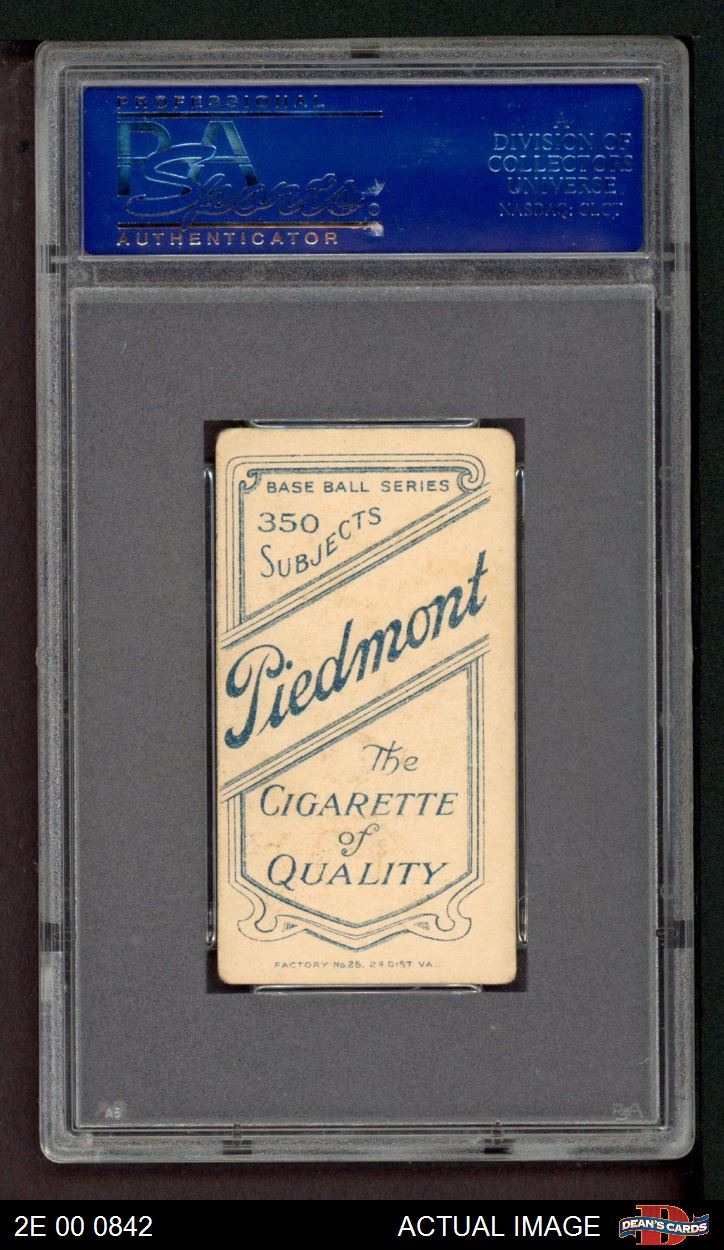 PROFESSIONAL
PSA
Sports
AUTHENTICATOR
A
DIVISION OF
COLLECTORS
UNIVERSE
NASDAQ: CLCT
BASE BALL SERIES
350
SUBJECTS
Piedmont
The
CIGARETTE
of
QUALITY
FACTORY No. 25, 2D DIST. VA.
PSA
2E 00 0842
ACTUAL IMAGE
DEAN'S CARDS